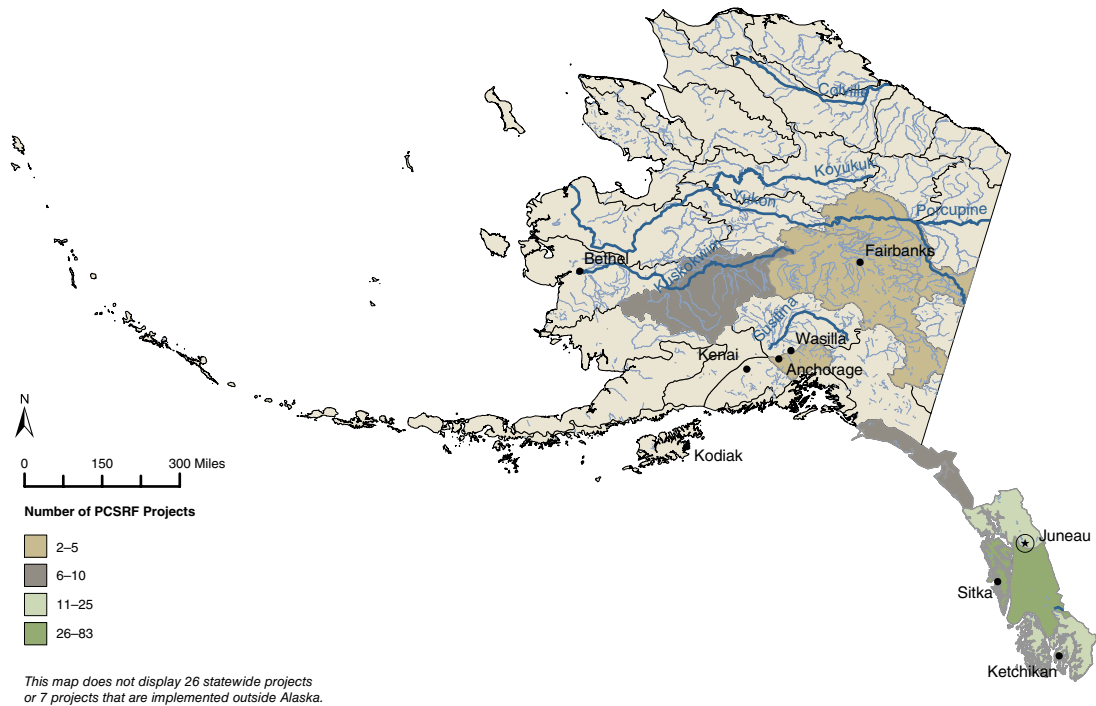 Colville
Koyukuk
Yukon
Porcupine
Fairbanks
Bethel
Kuskokwim
Susitna
Wasilla
Kenai
Anchorage
Kodiak
N
0 150 300 Miles
Number of PCSRF Projects
2–5
6–10
11–25
26–83
Juneau
Sitka
Ketchikan
This map does not display 26 statewide projects
or 7 projects that are implemented outside Alaska.